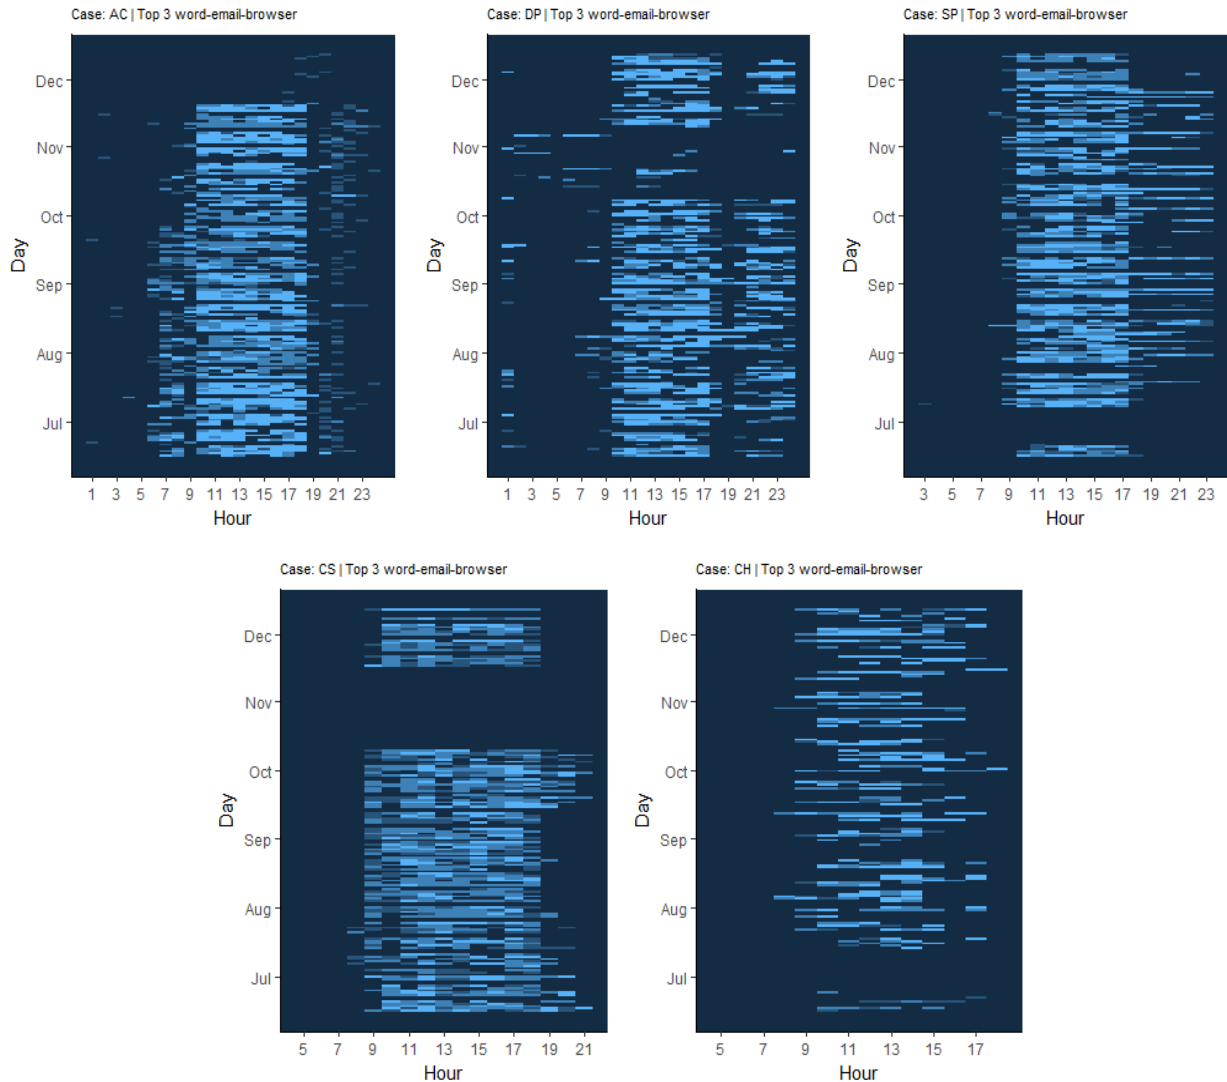 Case: AC | Top 3 word-email-browser
Dec
Nov
Oct
Sep
Aug
Jul
Day
1 3 5 7 9 11 13 15 17 19 21 23
Hour
Case: DP | Top 3 word-email-browser
Dec
Nov
Oct
Sep
Aug
Jul
Day
1 3 5 7 9 11 13 15 17 19 21 23
Hour
Case: SP | Top 3 word-email-browser
Dec
Nov
Oct
Sep
Aug
Jul
Day
3 5 7 9 11 13 15 17 19 21 23
Hour
Case: CS | Top 3 word-email-browser
Dec
Nov
Oct
Sep
Aug
Jul
Day
5 7 9 11 13 15 17 19 21
Hour
Case: CH | Top 3 word-email-browser
Dec
Nov
Oct
Sep
Aug
Jul
Day
5 7 9 11 13 15 17
Hour